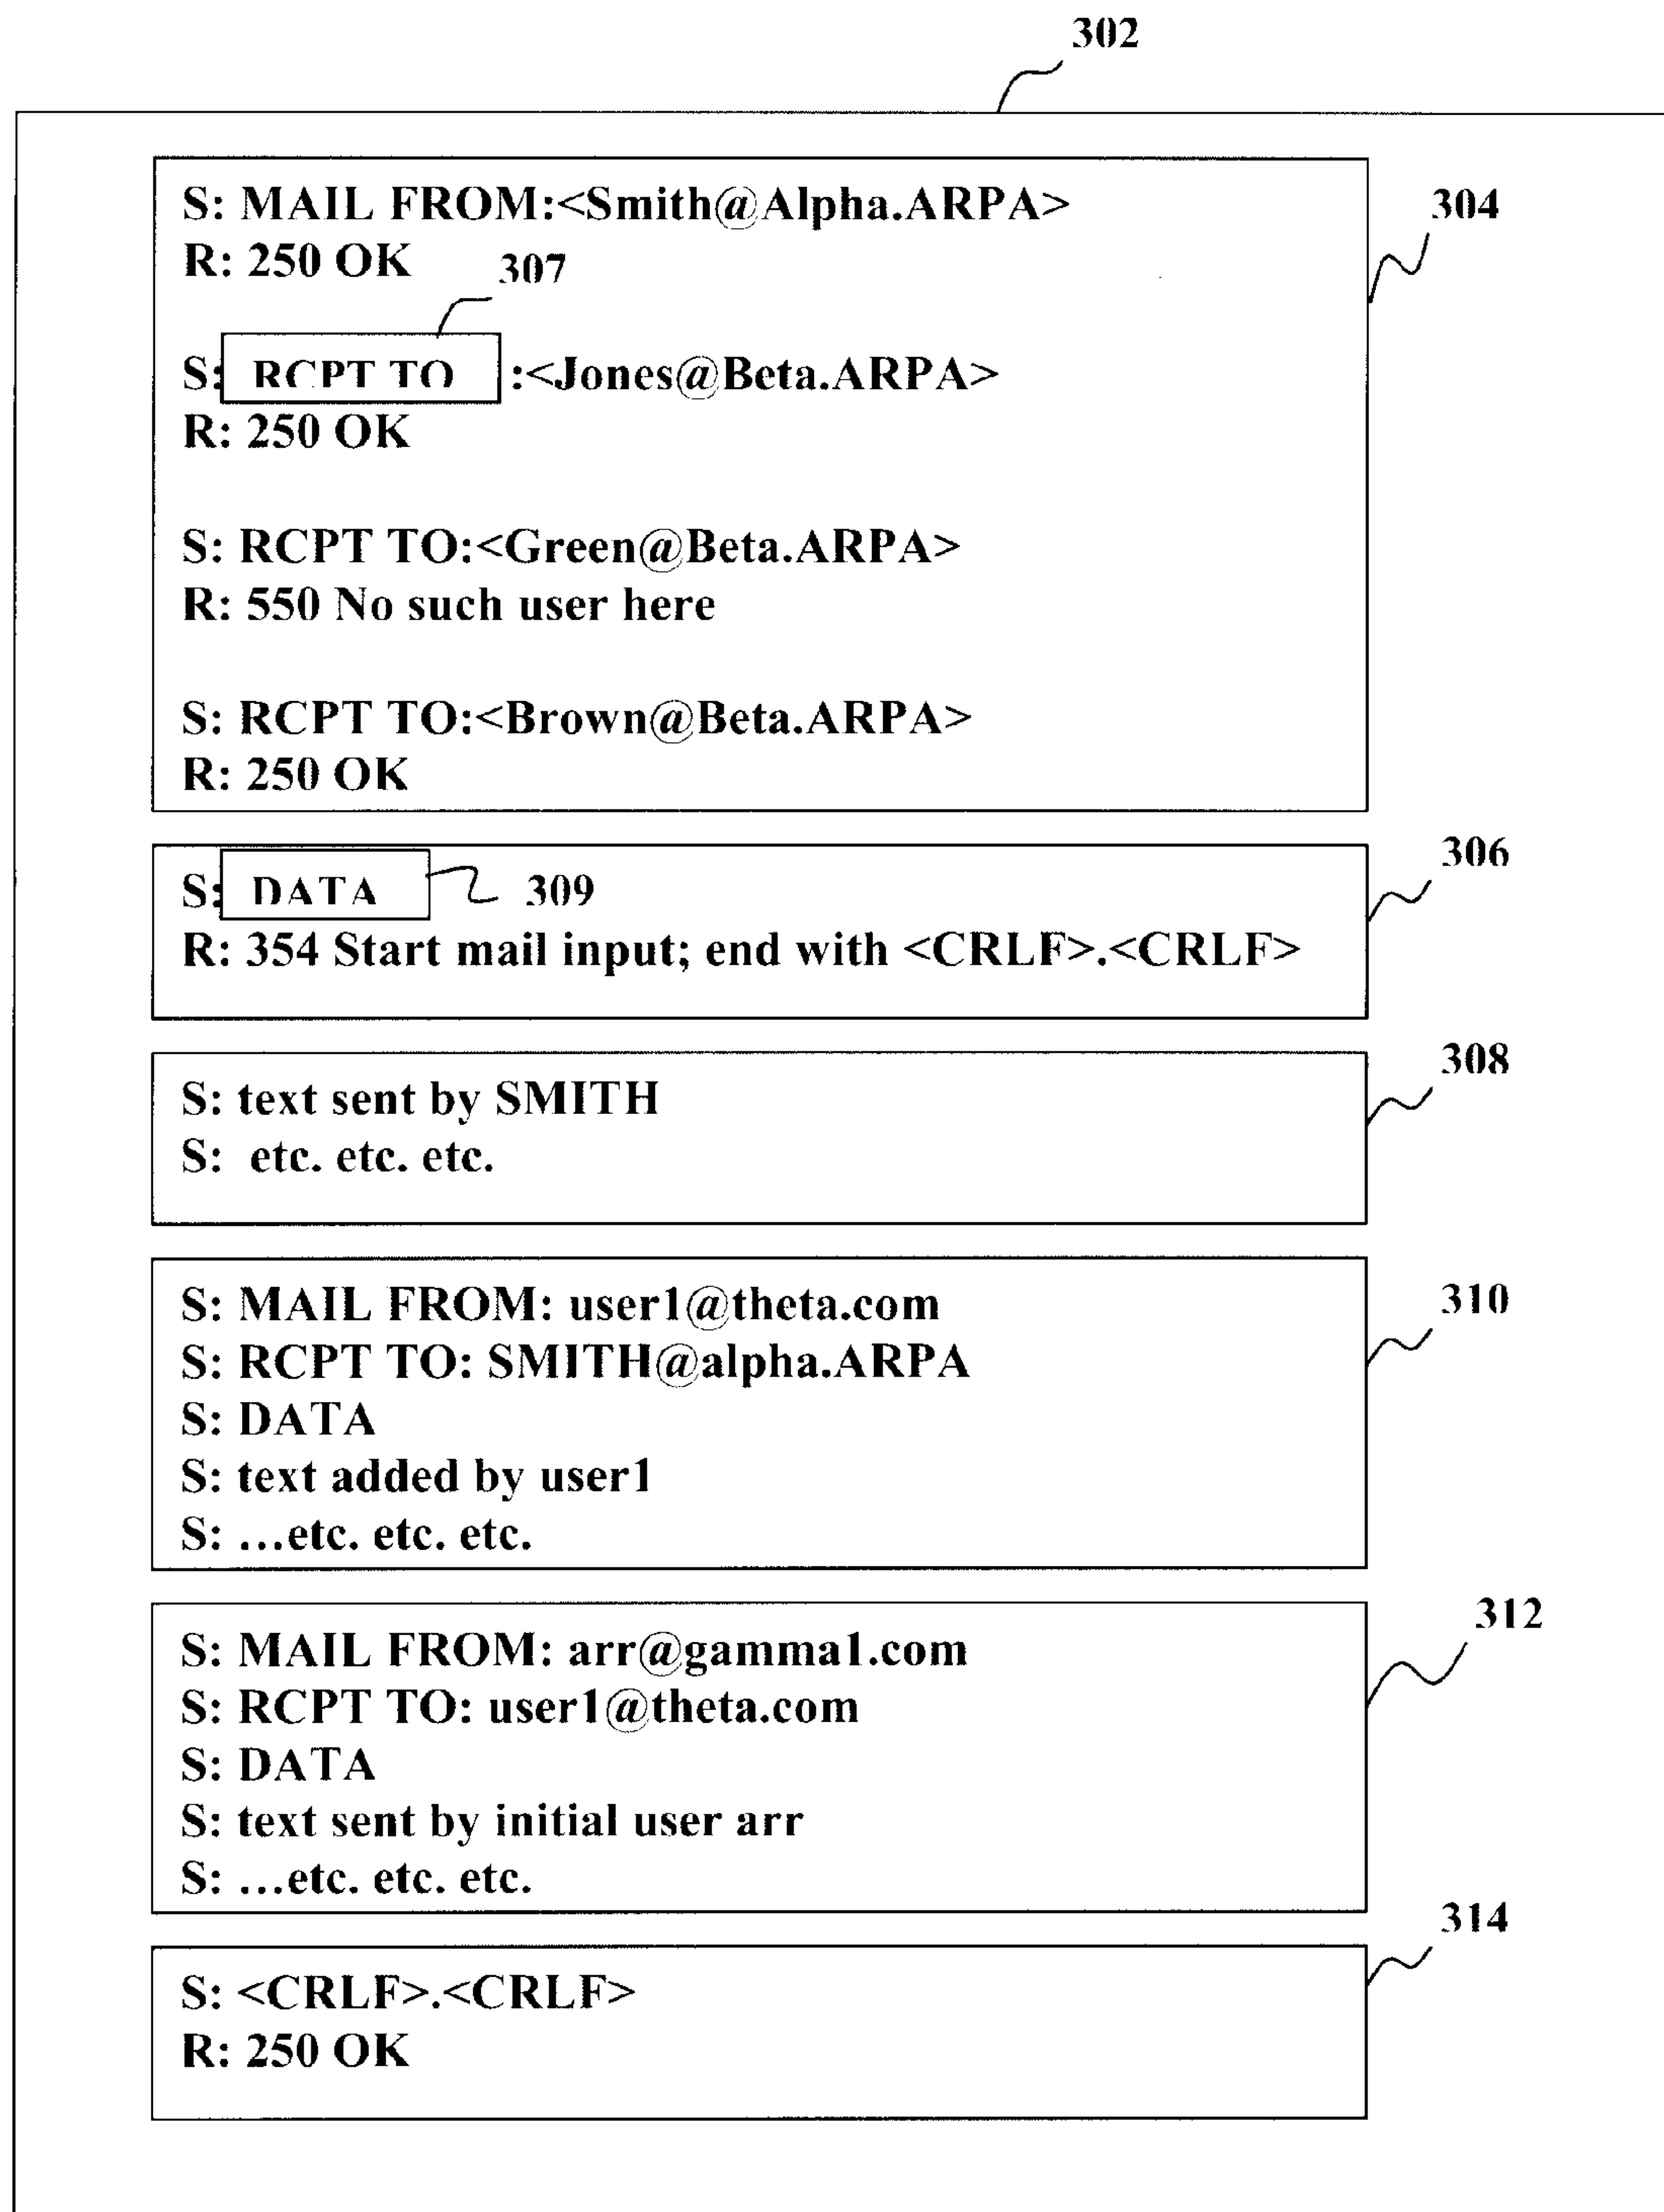 302
S: MAIL FROM:<Smith@Alpha.ARPA>
304
R: 250 OK
307
S: RCPT TO :<Jones@Beta.ARPA>
R: 250 OK
S: RCPT TO:<Green@Beta.ARPA>
R: 550 No such user here
S: RCPT TO:<Brown@Beta.ARPA>
R: 250 OK
306
S: DATA 309
R: 354 Start mail input; end with <CRLF>.<CRLF>
308
S: text sent by SMITH
S: etc. etc. etc.
310
S: MAIL FROM: user1@theta.com
S: RCPT TO: SMITH@alpha.ARPA
S: DATA
S: text added by user1
S: ...etc. etc. etc.
312
S: MAIL FROM: arr@gamma1.com
S: RCPT TO: user1@theta.com
S: DATA
S: text sent by initial user arr
S: ...etc. etc. etc.
314
S: <CRLF>.<CRLF>
R: 250 OK